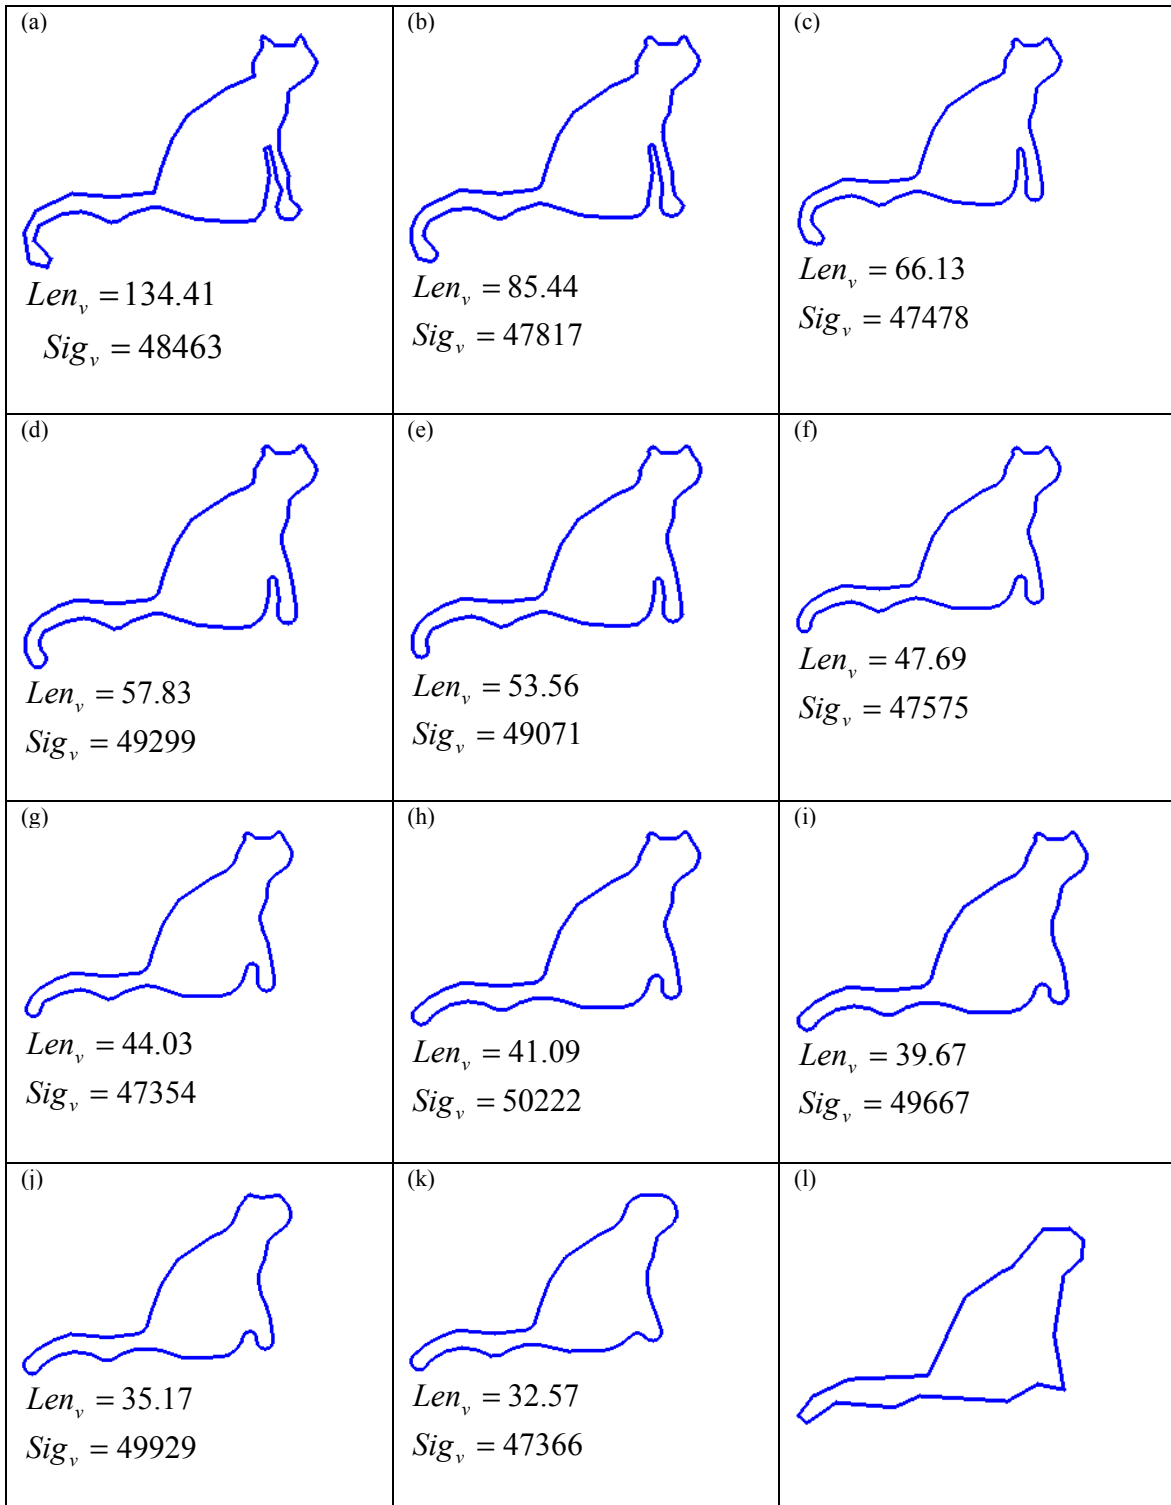 (a)
Len_v = 134.41
Sig_v = 48463
(b)
Len_v = 85.44
Sig_v = 47817
(c)
Len_v = 66.13
Sig_v = 47478
(d)
Len_v = 57.83
Sig_v = 49299
(e)
Len_v = 53.56
Sig_v = 49071
(f)
Len_v = 47.69
Sig_v = 47575
(g)
Len_v = 44.03
Sig_v = 47354
(h)
Len_v = 41.09
Sig_v = 50222
(i)
Len_v = 39.67
Sig_v = 49667
(j)
Len_v = 35.17
Sig_v = 49929
(k)
Len_v = 32.57
Sig_v = 47366
(l)